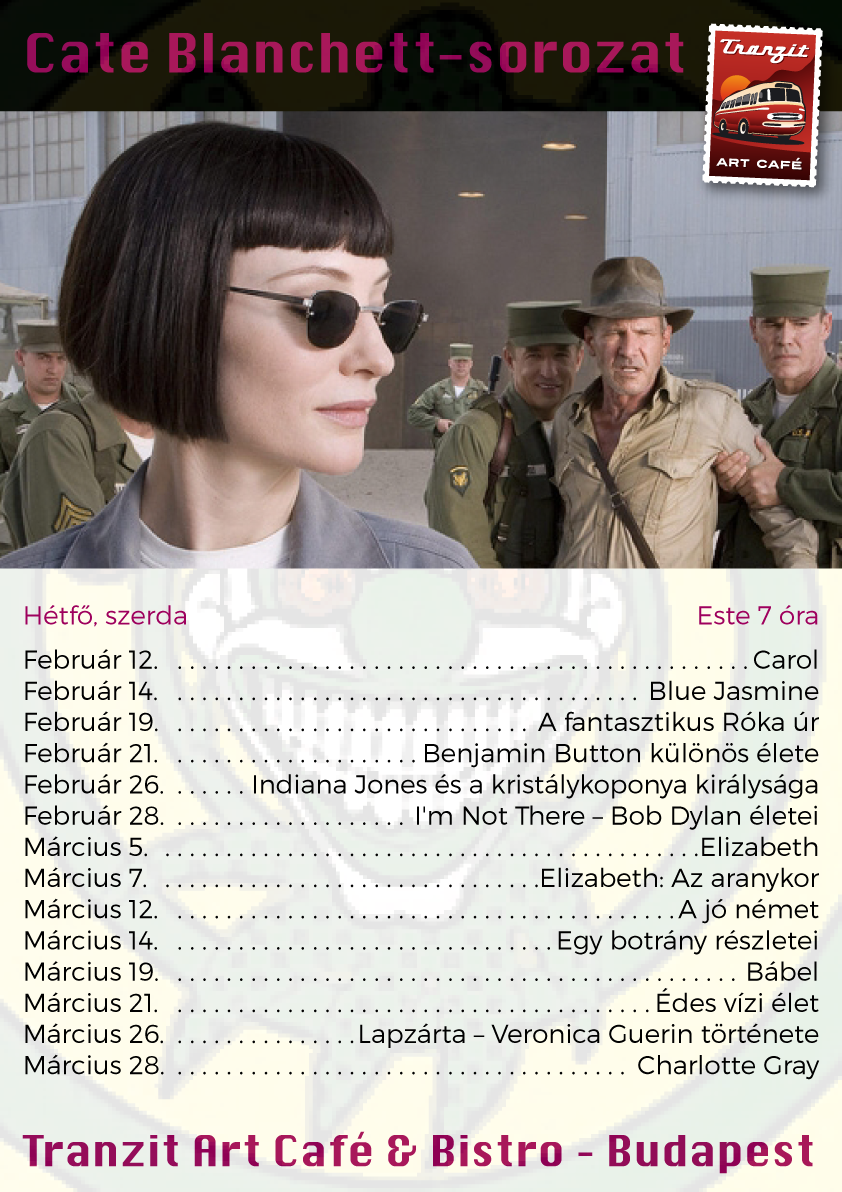 Cate Blanchett-sorozat
Tranzit
ART CAFÉ
Hétfő, szerda Este 7 óra
Február 12. . . . . . . . . . . . . . . . . . . . . . . . . . . . . . . . . . . . . . . . . . . . . . . . Carol
Február 14. . . . . . . . . . . . . . . . . . . . . . . . . . . . . . . . . . . . . . . Blue Jasmine
Február 19. . . . . . . . . . . . . . . . . . . . . . . . . . . . . . A fantasztikus Róka úr
Február 21. . . . . . . . . . . . . . . . . . . . . Benjamin Button különös élete
Február 26. . . . . . . Indiana Jones és a kristálykoponya királysága
Február 28. . . . . . . . . . . . . . . . . . . . I'm Not There – Bob Dylan életei
Március 5. . . . . . . . . . . . . . . . . . . . . . . . . . . . . . . . . . . . . . . . . . . . .Elizabeth
Március 7. . . . . . . . . . . . . . . . . . . . . . . . . . . . . . . .Elizabeth: Az aranykor
Március 12. . . . . . . . . . . . . . . . . . . . . . . . . . . . . . . . . . . . . . . . . . A jó német
Március 14. . . . . . . . . . . . . . . . . . . . . . . . . . . . . . . . Egy botrány részletei
Március 19. . . . . . . . . . . . . . . . . . . . . . . . . . . . . . . . . . . . . . . . . . . . . . . Bábel
Március 21. . . . . . . . . . . . . . . . . . . . . . . . . . . . . . . . . . . . . . . . Édes vízi élet
Március 26. . . . . . . . . . . . . . . .Lapzárta – Veronica Guerin története
Március 28. . . . . . . . . . . . . . . . . . . . . . . . . . . . . . . . . . . . . . Charlotte Gray
Tranzit Art Café & Bistro - Budapest